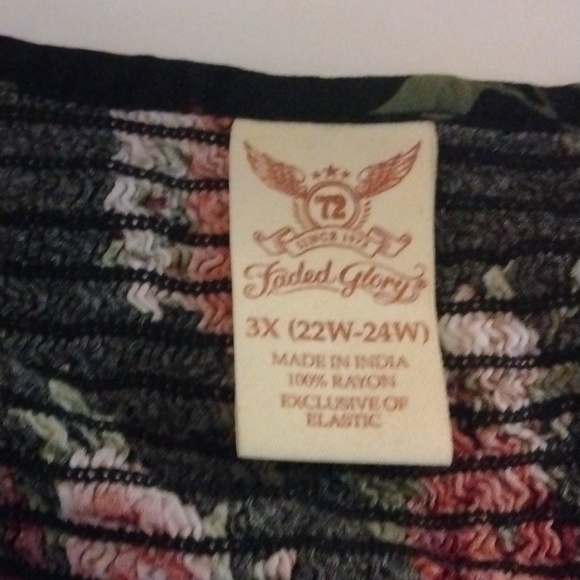 72
SINCE 1972
Faded Glory
3X (22W-24W)
MADE IN INDIA
100% RAYON
EXCLUSIVE OF
ELASTIC